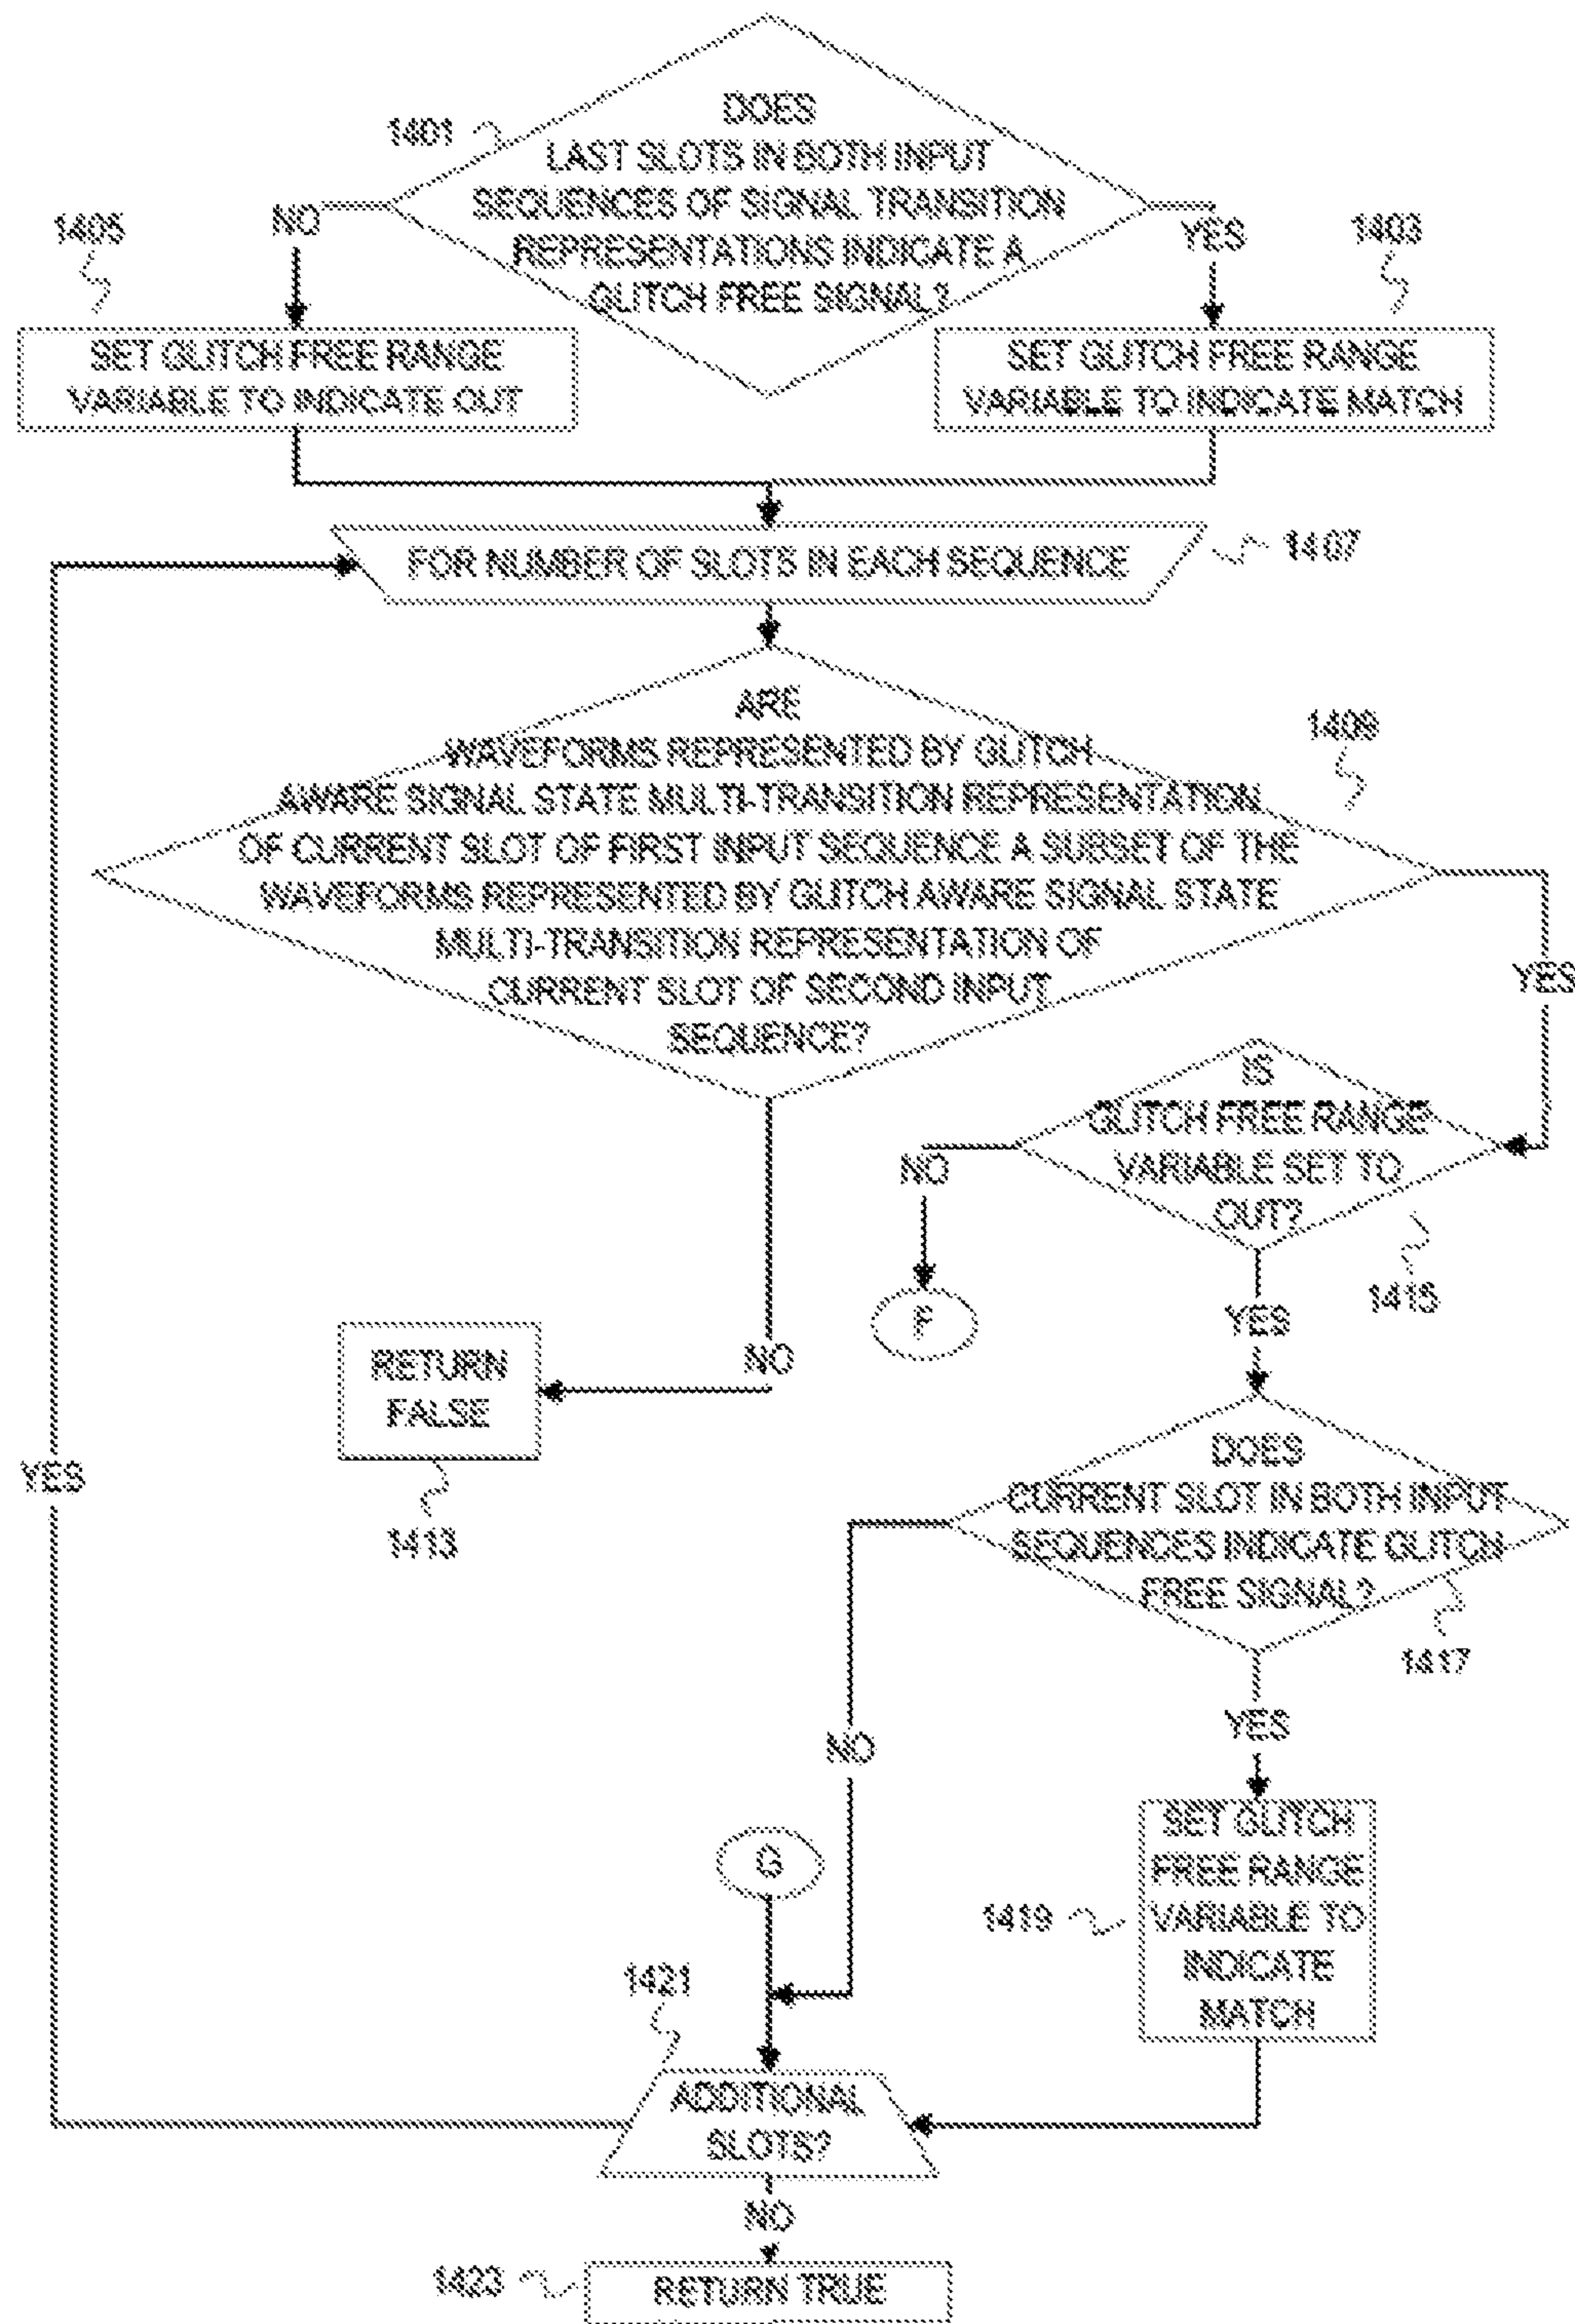 DOES
LAST SLOTS IN BOTH INPUT
SEQUENCES OF SIGNAL TRANSITION
REPRESENTATIONS INDICATE A
GLITCH FREE SIGNAL?
1401
NO
YES
1405
1403
SET GLITCH FREE RANGE
VARIABLE TO INDICATE OUT
SET GLITCH FREE RANGE
VARIABLE TO INDICATE MATCH
FOR NUMBER OF SLOTS IN EACH SEQUENCE
1407
ARE
WAVEFORMS REPRESENTED BY GLITCH
AWARE SIGNAL STATE MULTI-TRANSITION REPRESENTATION
OF CURRENT SLOT OF FIRST INPUT SEQUENCE A SUBSET OF THE
WAVEFORMS REPRESENTED BY GLITCH AWARE SIGNAL STATE
MULTI-TRANSITION REPRESENTATION OF
CURRENT SLOT OF SECOND INPUT
SEQUENCE?
1409
YES
NO
IS
GLITCH FREE RANGE
VARIABLE SET TO
OUT?
1415
NO
F
YES
RETURN
FALSE
1413
DOES
CURRENT SLOT IN BOTH INPUT
SEQUENCES INDICATE GLITCH
FREE SIGNAL?
1417
NO
YES
SET GLITCH
FREE RANGE
VARIABLE TO
INDICATE
MATCH
1419
G
1421
ADDITIONAL
SLOTS?
YES
NO
1423
RETURN TRUE